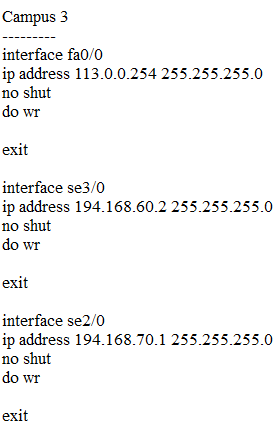 Campus 3
---------
interface fa0/0
ip address 113.0.0.254 255.255.255.0
no shut
do wr
exit
interface se3/0
ip address 194.168.60.2 255.255.255.0
no shut
do wr
exit
interface se2/0
ip address 194.168.70.1 255.255.255.0
no shut
do wr
exit